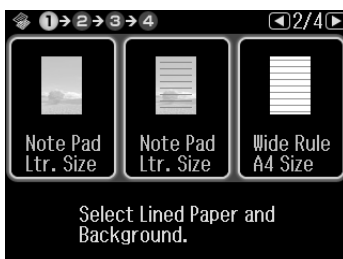 1→2→3→4 2/4
Note Pad
Ltr. Size
Note Pad
Ltr. Size
Wide Rule
A4 Size
Select Lined Paper and
Background.